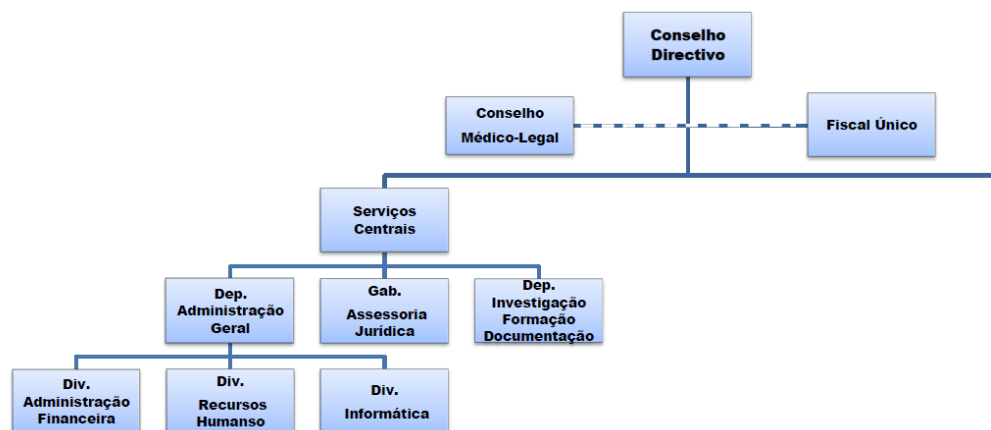 Conselho
Directivo
Conselho
Médico-Legal
Fiscal Único
Serviços
Centrais
Dep.
Administração
Geral
Gab.
Assessoria
Jurídica
Dep.
Investigação
Formação
Documentação
Div.
Administração
Financeira
Div.
Recursos
Humanso
Div.
Informática